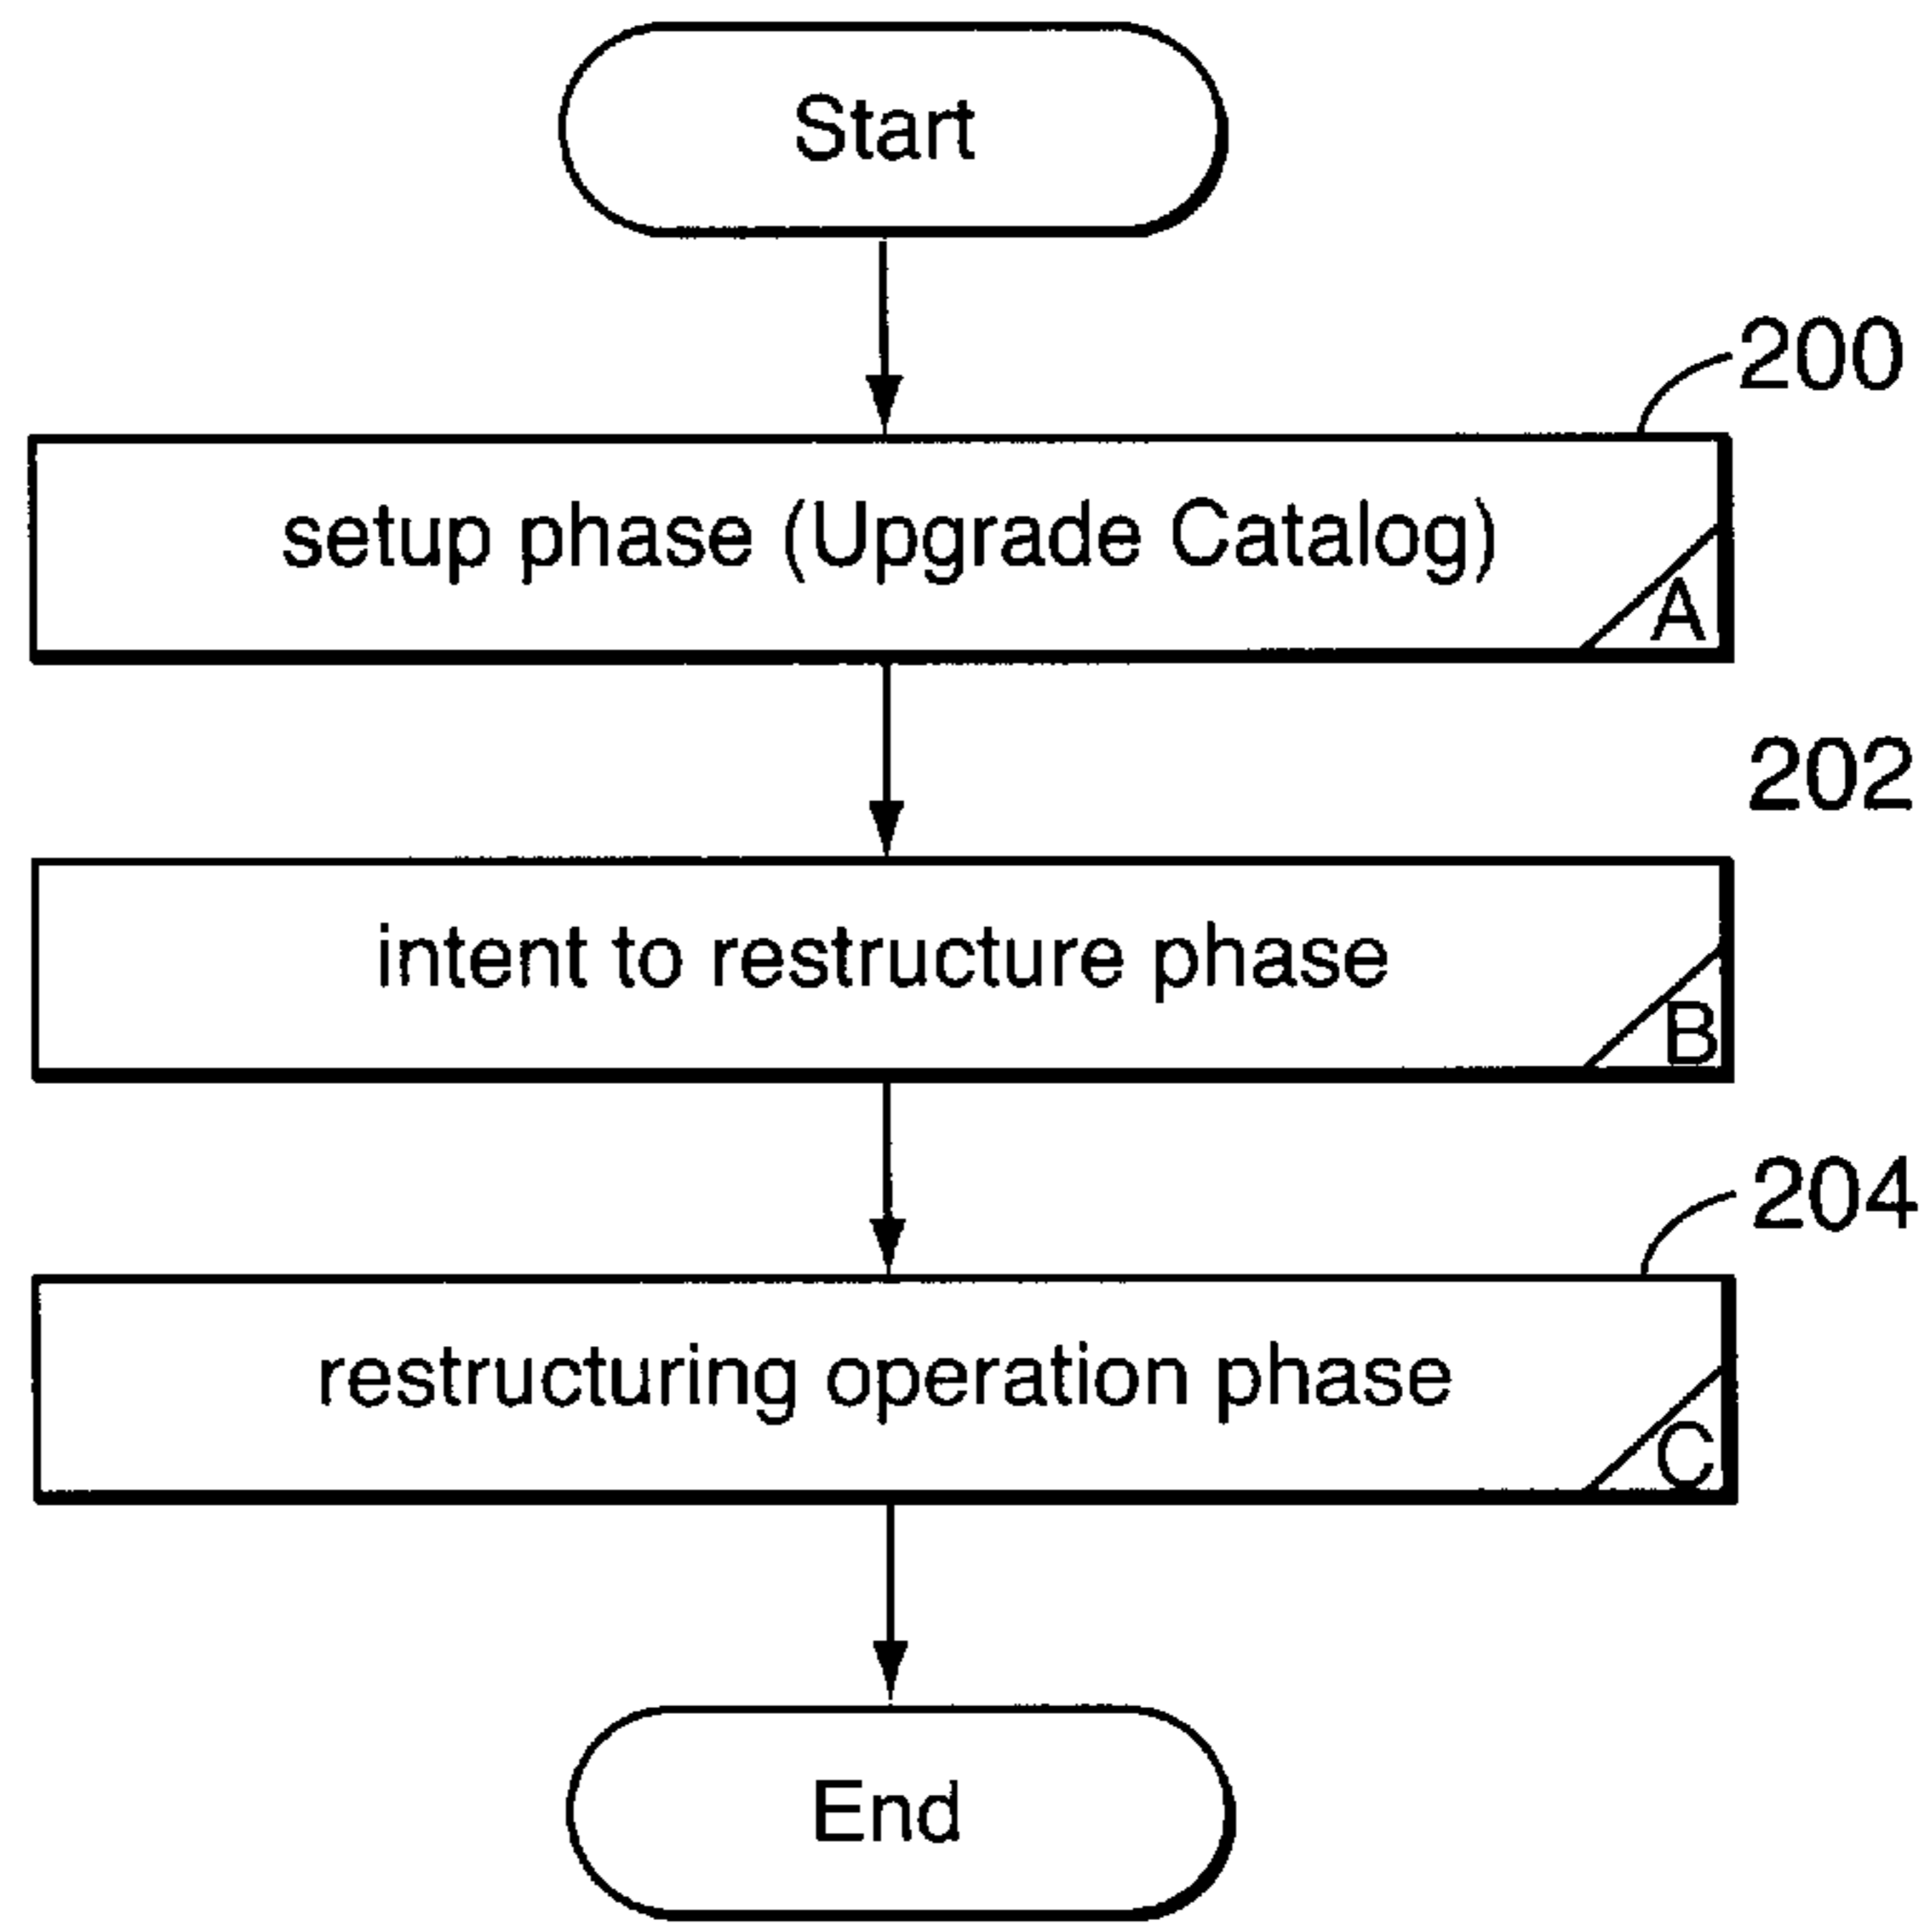 Start
200
setup phase (Upgrade Catalog)
A
202
intent to restructure phase
B
204
restructuring operation phase
C
End